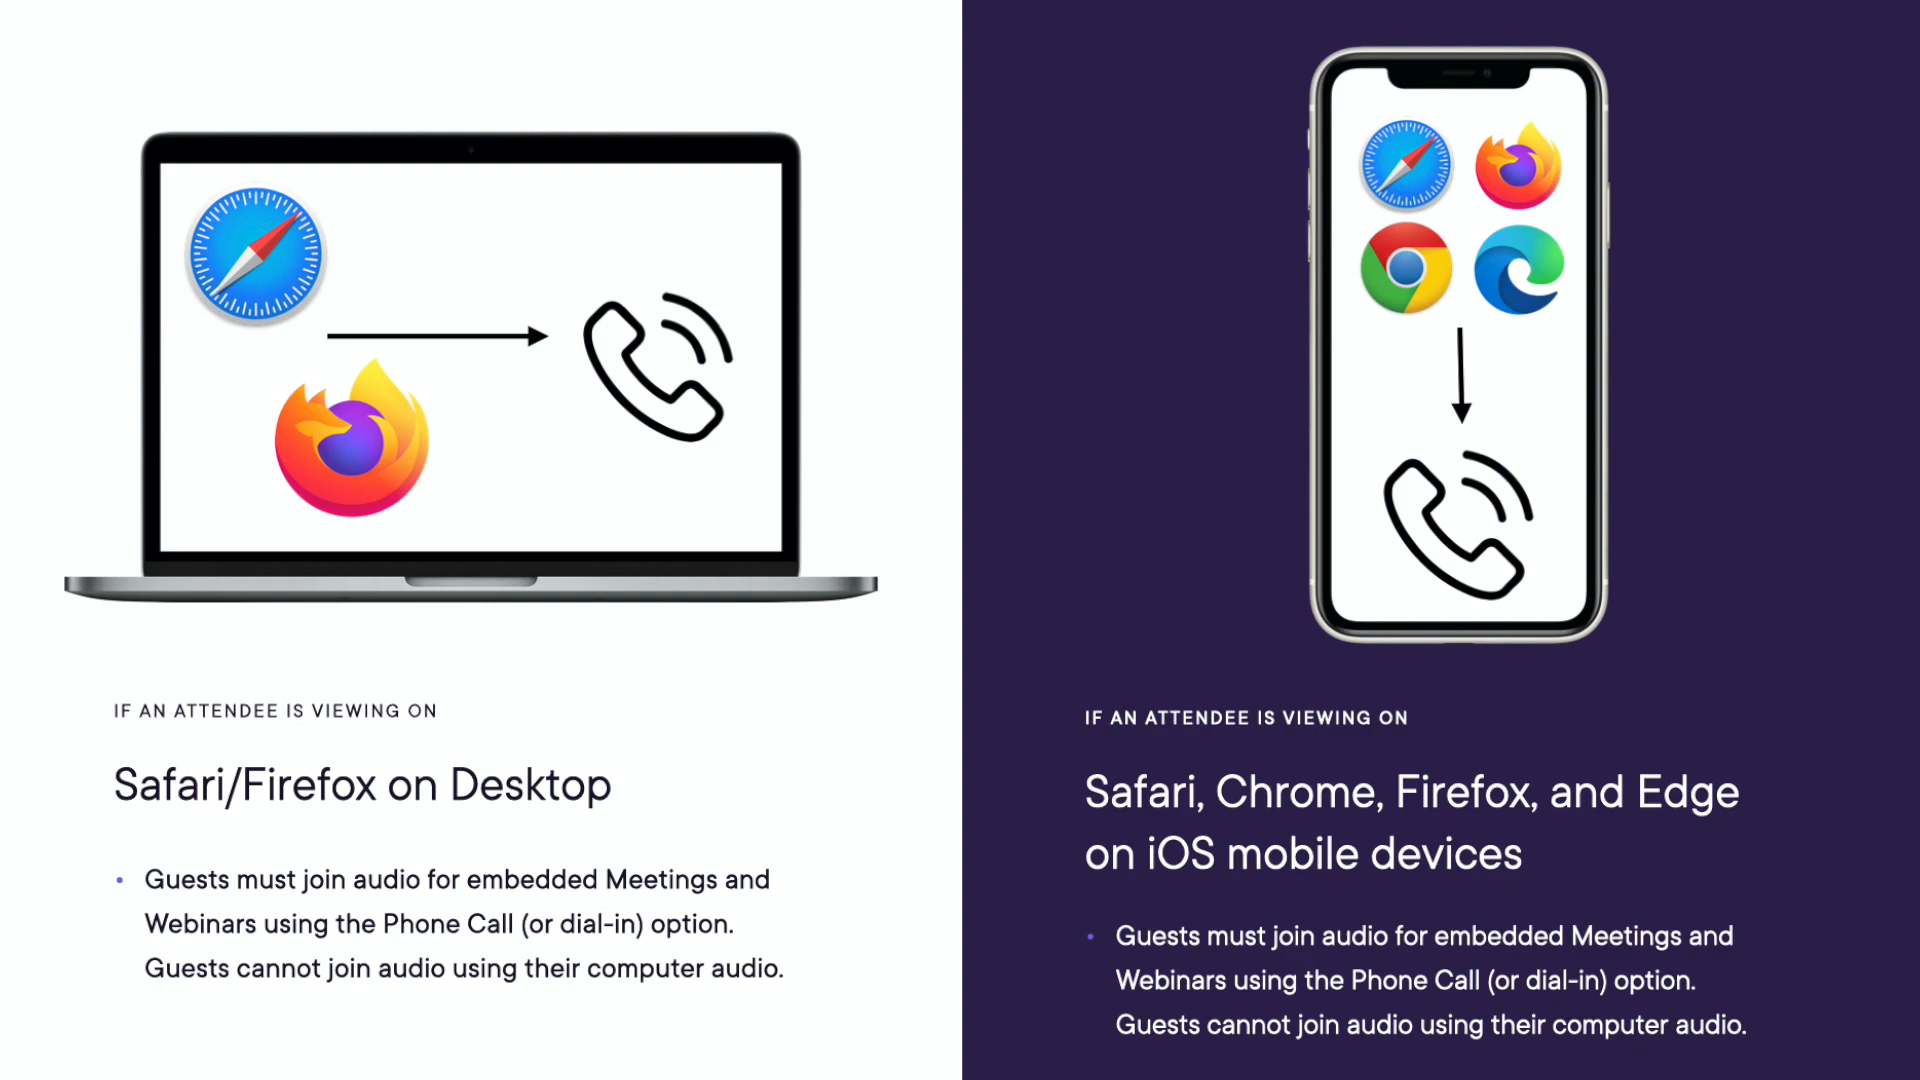 IF AN ATTENDEE IS VIEWING ON
Safari/Firefox on Desktop
• Guests must join audio for embedded Meetings and
Webinars using the Phone Call (or dial-in) option.
Guests cannot join audio using their computer audio.
IF AN ATTENDEE IS VIEWING ON
Safari, Chrome, Firefox, and Edge
on iOS mobile devices
• Guests must join audio for embedded Meetings and
Webinars using the Phone Call (or dial-in) option.
Guests cannot join audio using their computer audio.